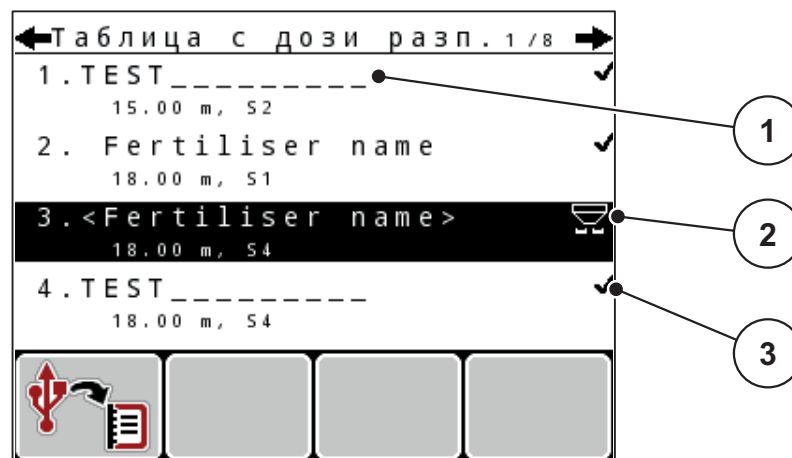 Таблица с дози разп. 1/8
1.TEST_________
15.00 m, S2
2. Fertiliser name
18.00 m, S1
3.<Fertiliser name>
18.00 m, S4
4.TEST_________
18.00 m, S4
1
2
3